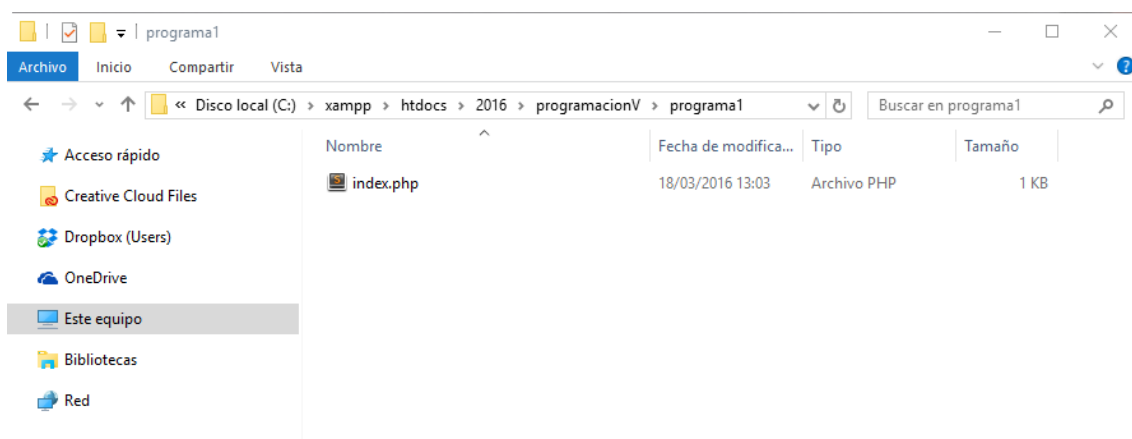 programa1
Archivo Inicio Compartir Vista
« Disco local (C:) › xampp › htdocs › 2016 › programacionV › programa1 Buscar en programa1
Nombre Fecha de modifica... Tipo Tamaño
Acceso rápido
index.php 18/03/2016 13:03 Archivo PHP 1 KB
Creative Cloud Files
Dropbox (Users)
OneDrive
Este equipo
Bibliotecas
Red